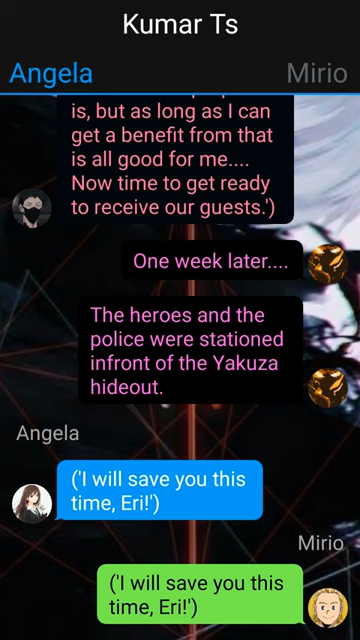 Kumar Ts
Angela
Mirio
is, but as long as I can
get a benefit from that
is all good for me....
Now time to get ready
to receive our guests.')
One week later....
The heroes and the
police were stationed
infront of the Yakuza
hideout.
Angela
('I will save you this
time, Eri!')
Mirio
('I will save you this
time, Eri!')